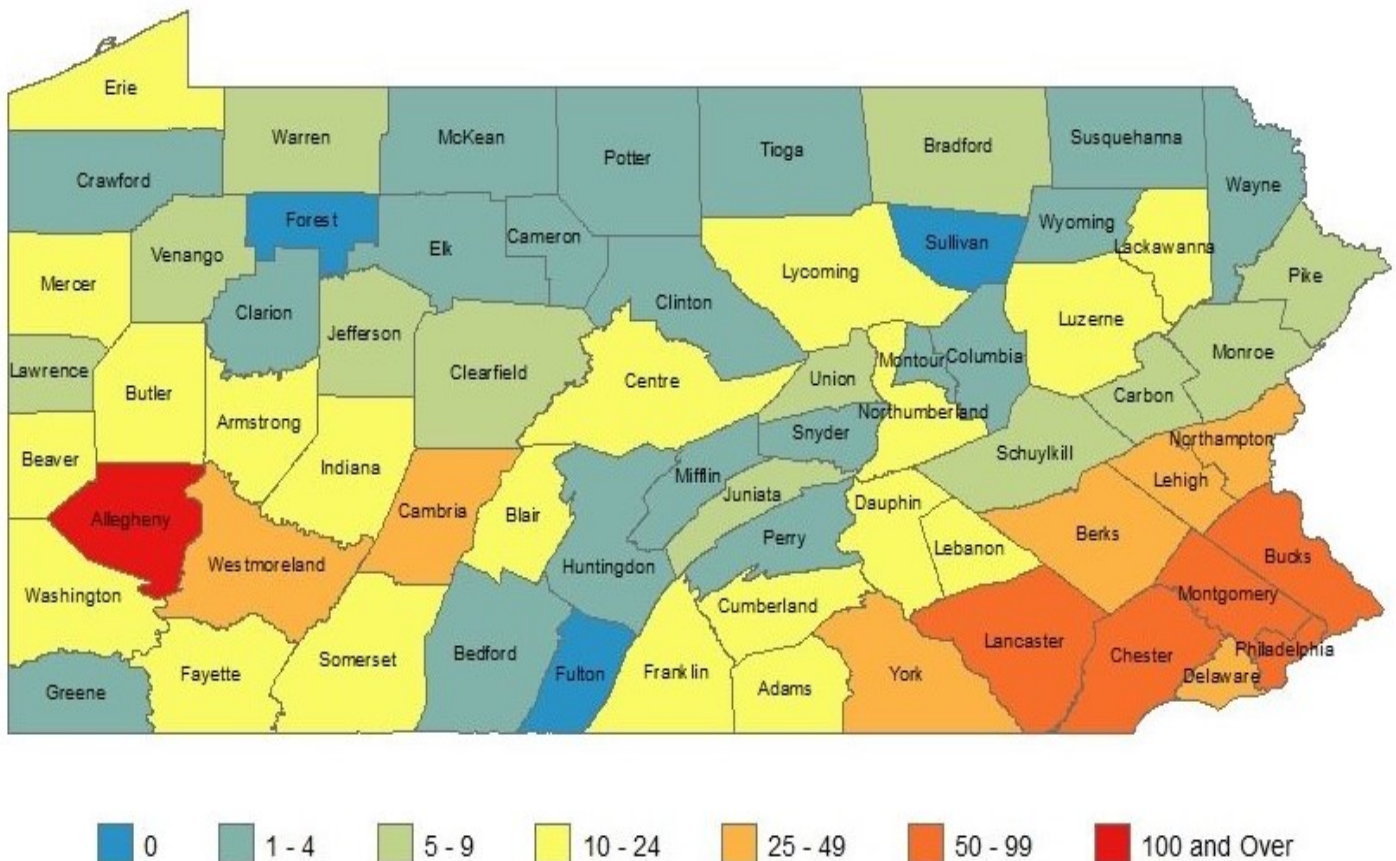 Erie
Warren
McKean
Potter
Tioga
Bradford
Susquehanna
Wayne
Crawford
Forest
Elk
Cameron
Sullivan
Wyoming
Lackawanna
Venango
Mercer
Clarion
Clinton
Lycoming
Pike
Jefferson
Luzerne
Lawrence
Butler
Clearfield
Centre
Union
Montour
Columbia
Monroe
Carbon
Armstrong
Northumberland
Beaver
Indiana
Snyder
Schuylkill
Northampton
Lehigh
Mifflin
Juniata
Allegheny
Cambria
Blair
Dauphin
Westmoreland
Huntingdon
Perry
Lebanon
Berks
Bucks
Washington
Cumberland
Montgomery
Greene
Fayette
Somerset
Bedford
Fulton
Franklin
Adams
York
Lancaster
Chester
Philadelphia
Delaware
0 1 - 4 5 - 9 10 - 24 25 - 49 50 - 99 100 and Over